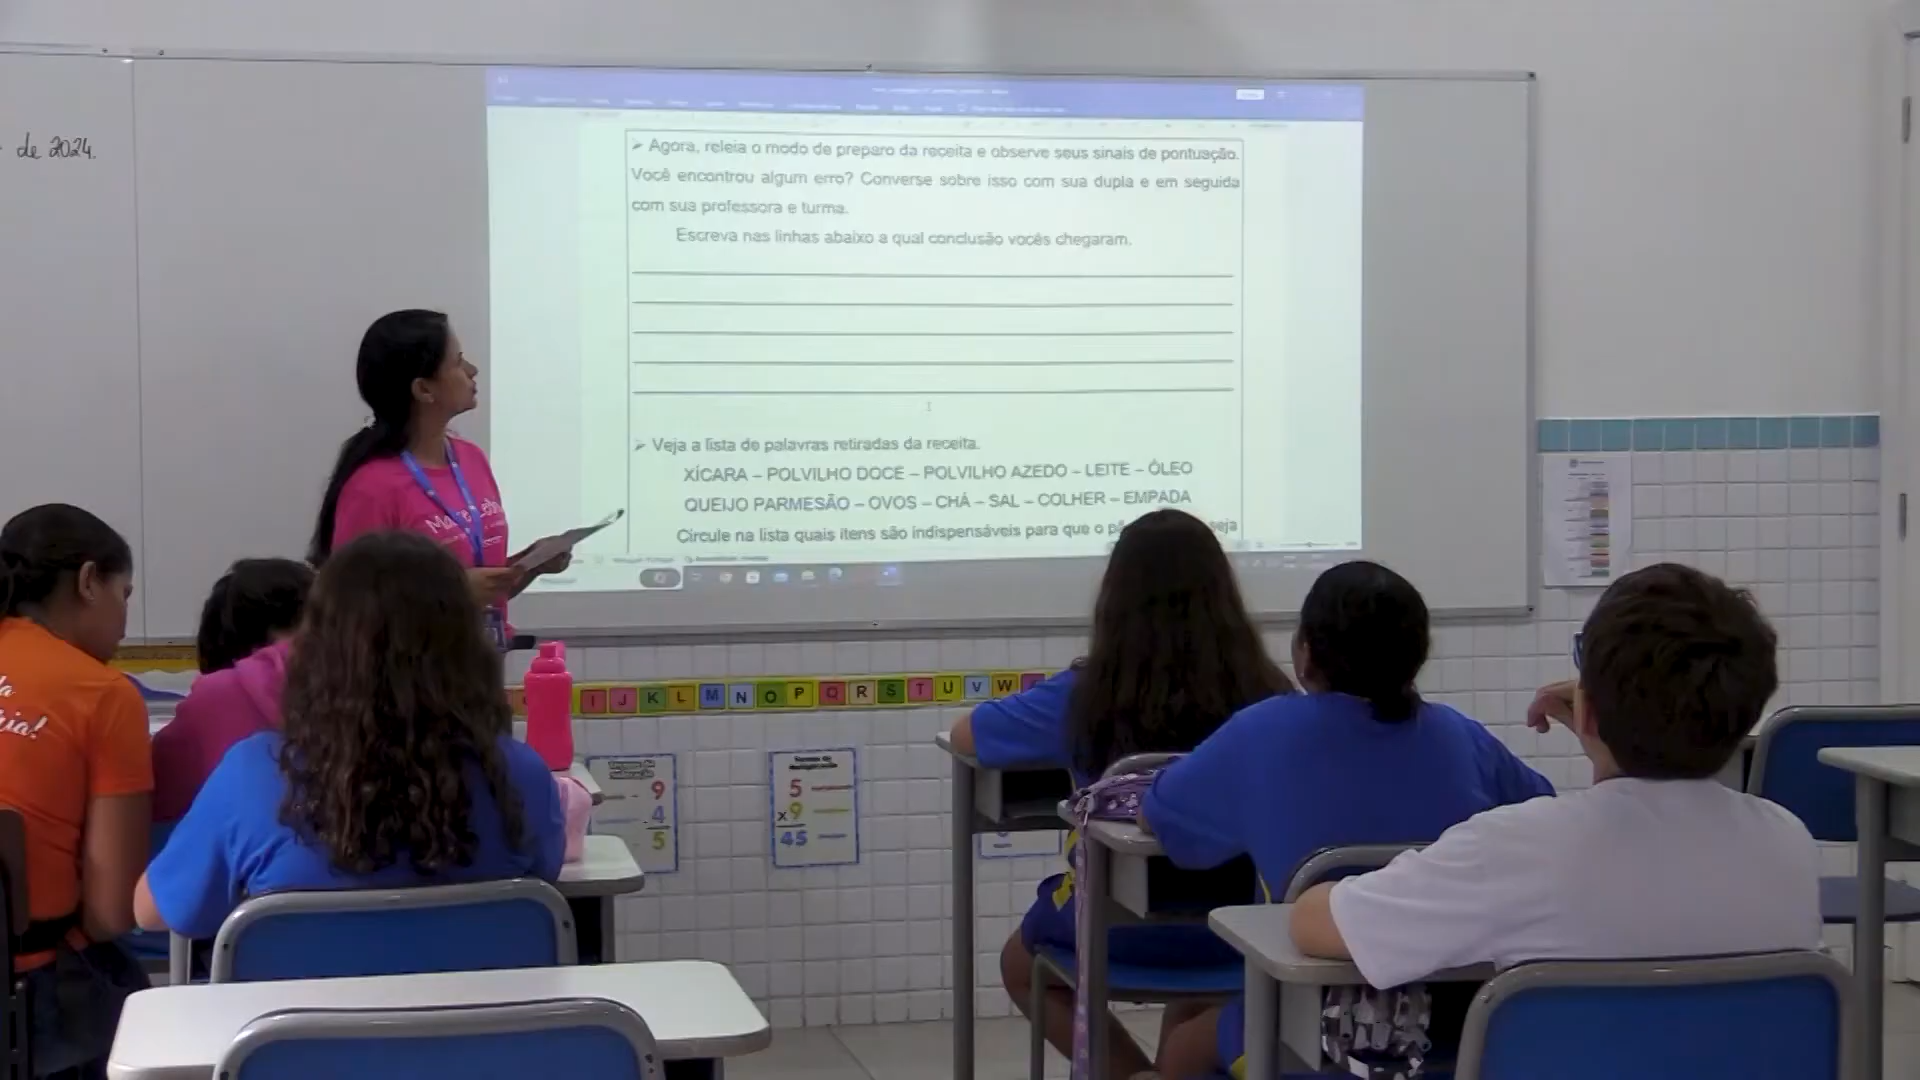 de 2024.
➢ Agora, releia o modo de preparo da receita e observe seus sinais de pontuação.
Você encontrou algum erro? Converse sobre isso com sua dupla e em seguida
com sua professora e turma.
Escreva nas linhas abaixo a qual conclusão vocês chegaram.
➢ Veja a lista de palavras retiradas da receita.
XÍCARA – POLVILHO DOCE – POLVILHO AZEDO – LEITE – ÓLEO
QUEIJO PARMESÃO – OVOS – CHÁ – SAL – COLHER – EMPADA
Circule na lista quais itens são indispensáveis para que o seja
I J K L M N O P Q R S T U V W
9
- 4
5
5
x 9
45